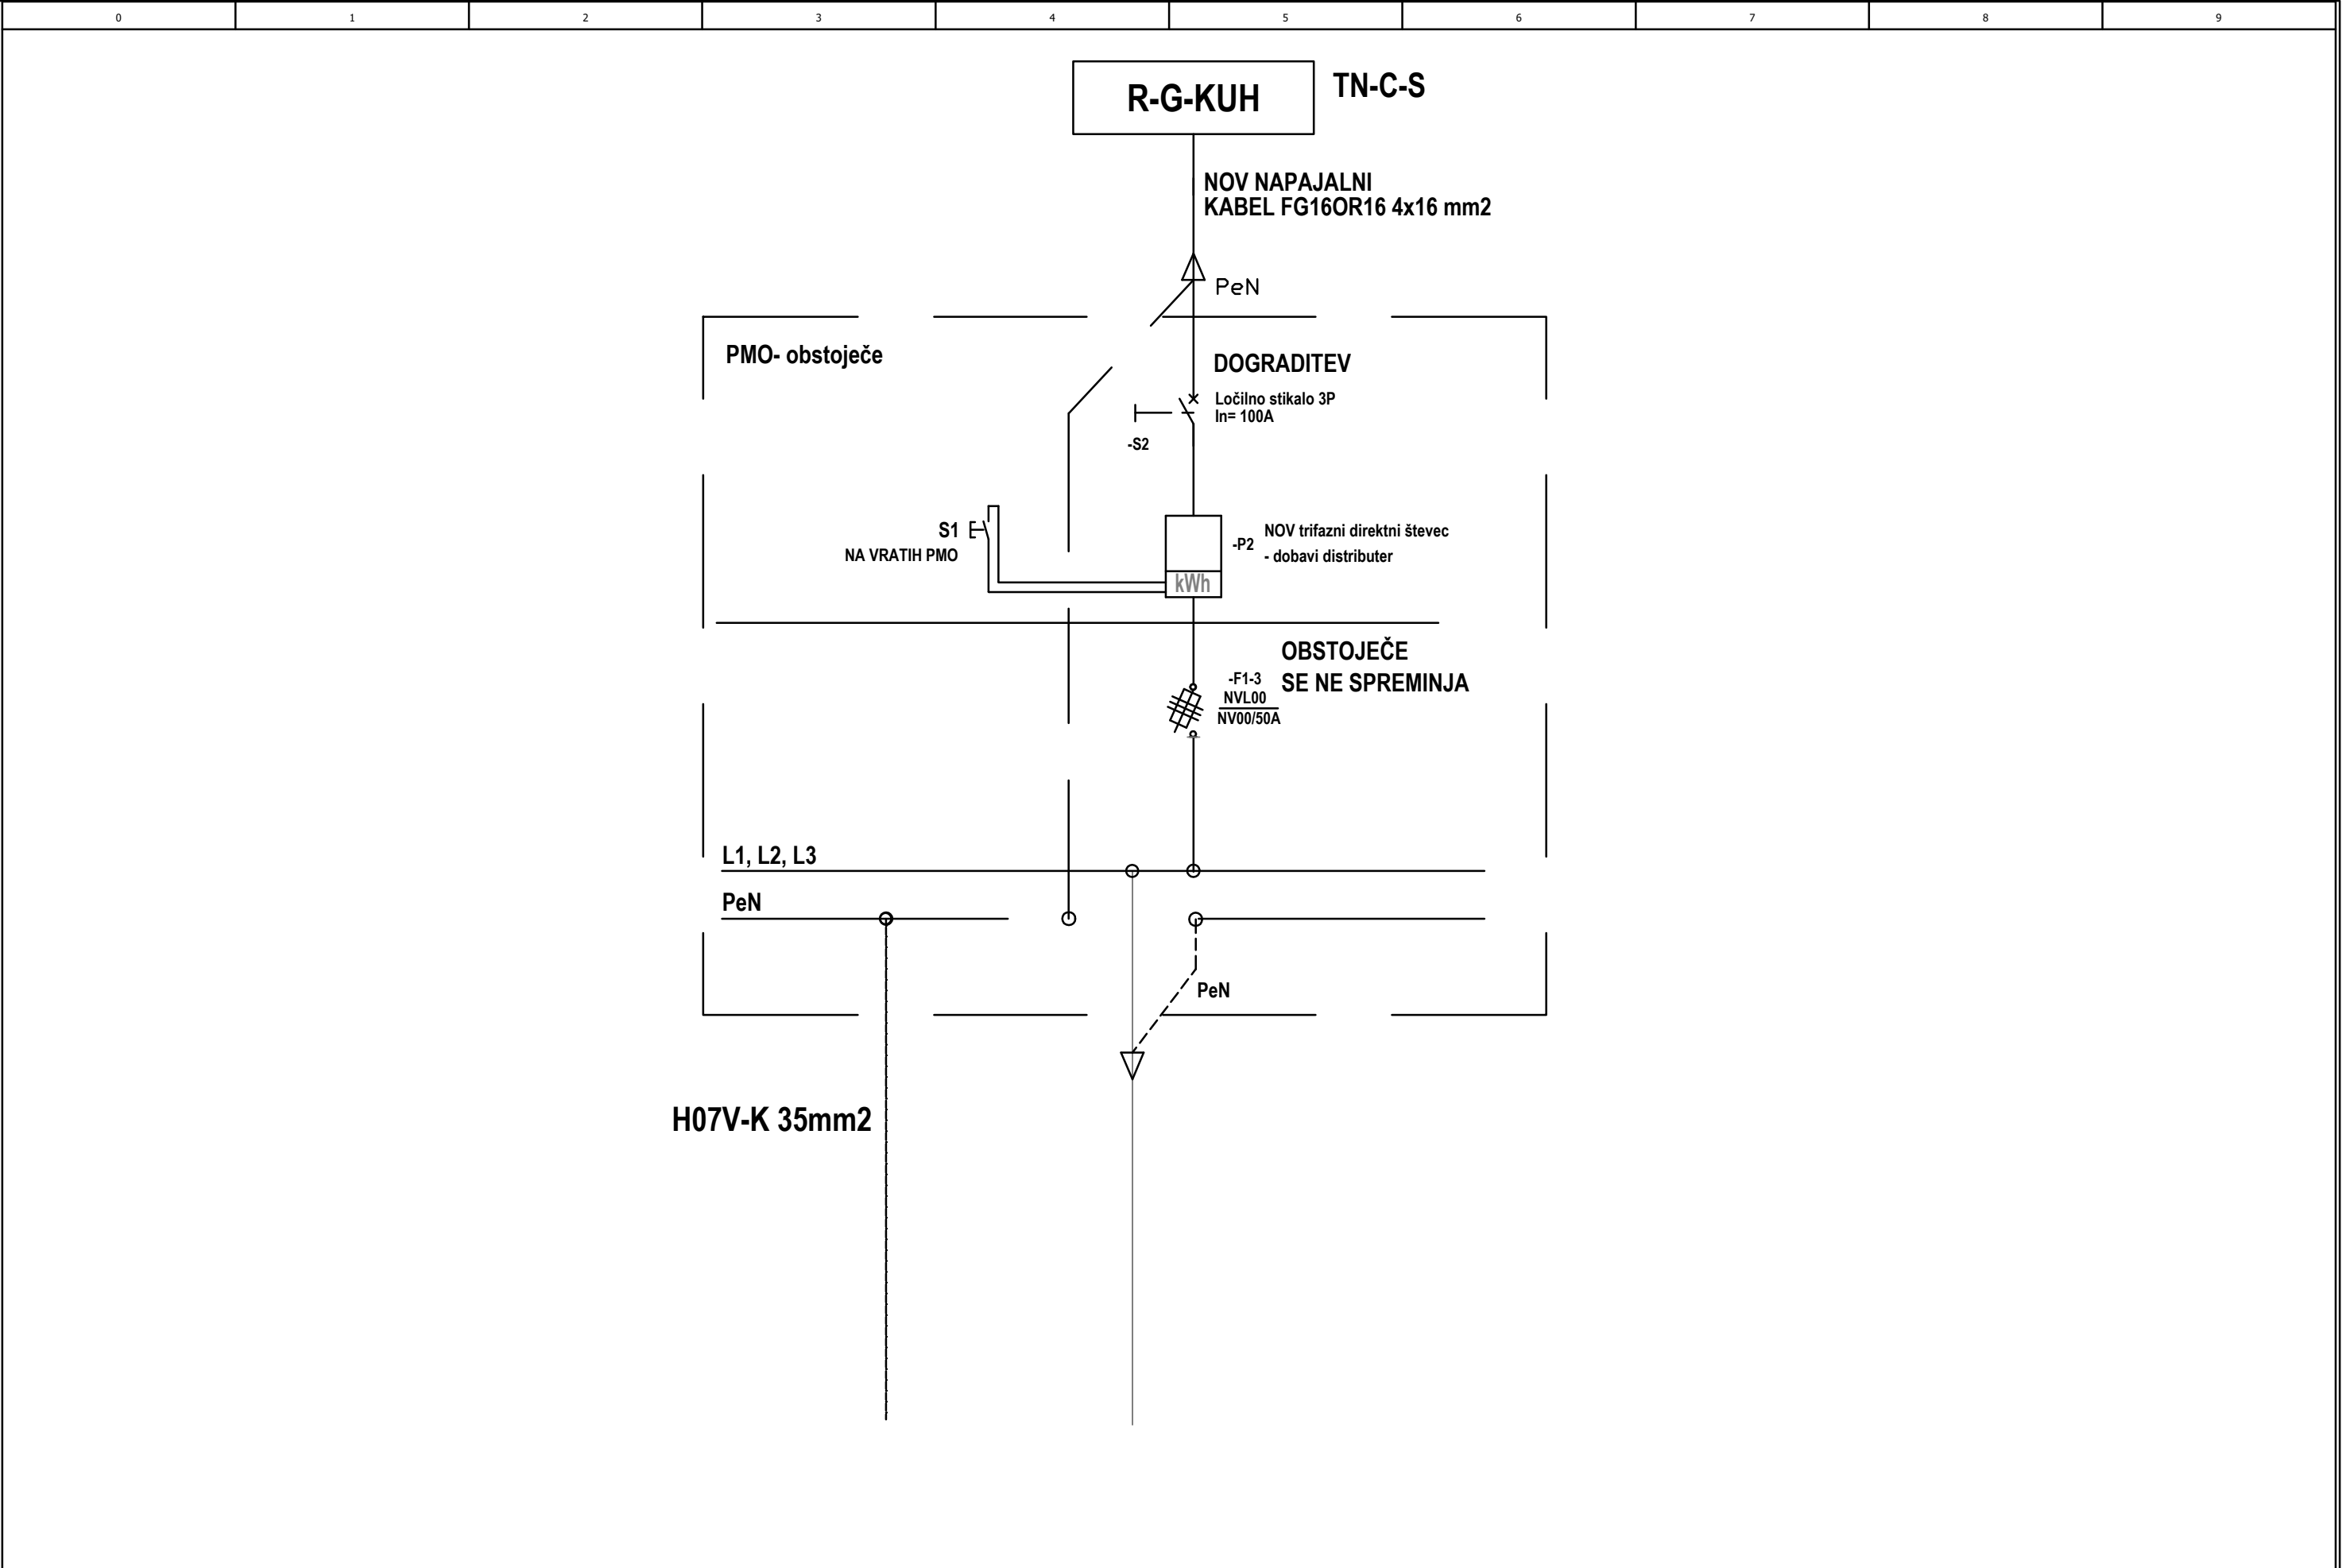 0 1 2 3 4 5 6 7 8 9
R-G-KUH
TN-C-S
NOV NAPAJALNI
KABEL FG16OR16 4x16 mm2
PeN
PMO- obstoječe
DOGRADITEV
Ločilno stikalo 3P
In= 100A
-S2
S1
NA VRATIH PMO
-P2
NOV trifazni direktni števec
- dobavi distributer
kWh
OBSTOJEČE
SE NE SPREMINJA
-F1-3
NVL00
NV00/50A
L1, L2, L3
PeN
PeN
H07V-K 35mm2